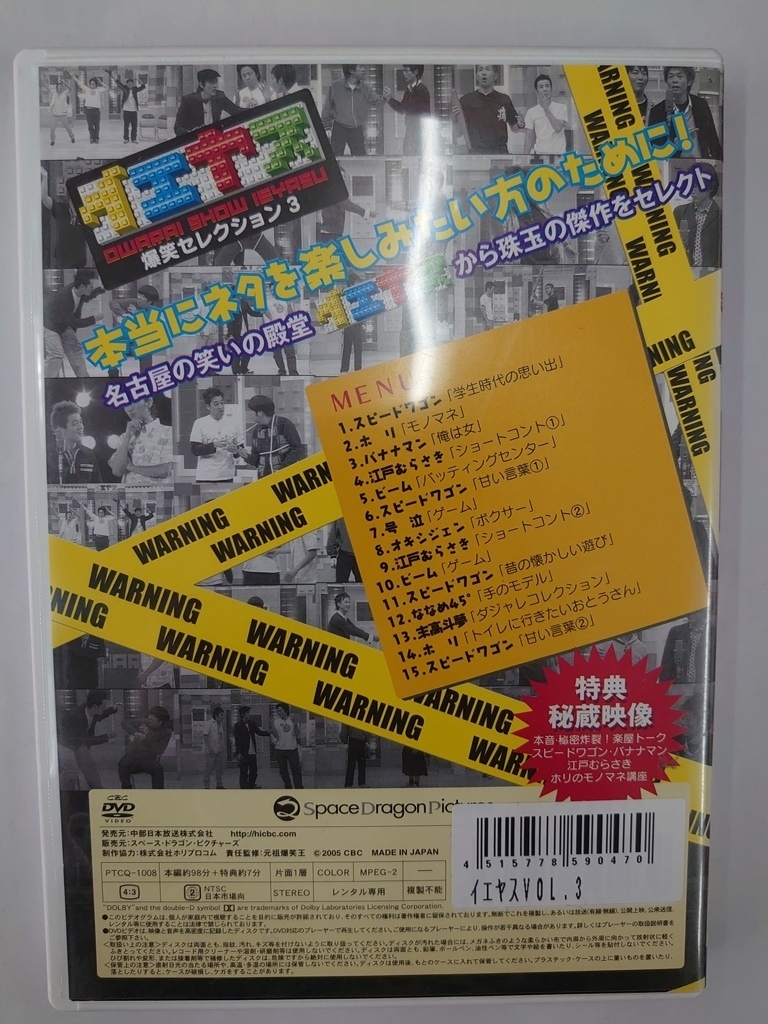 イエヤス
OWARAI SHOW IEYASU
爆笑セレクション3
本当にネタを楽しみたい方のために!
名古屋の笑いの殿堂 イエヤス から珠玉の傑作をセレクト
MENU
1.スピードワゴン「学生時代の思い出」
2.ホ リ「モノマネ」
3.バナナマン「俺は女」
4.江戸むらさき「ショートコント①」
5.ビーム「バッティングセンター」
6.スピードワゴン「甘い言葉①」
7.号 泣「ゲーム」
8.オキシジェン「ボクサー」
9.江戸むらさき「ショートコント②」
10.ビーム「ゲーム」
11.スピードワゴン「昔の懐かしい遊び」
12.ななめ45°「手のモデル」
13.末高斗夢「ダジャレコレクション」
14.ホ リ「トイレに行きたいおとうさん」
15.スピードワゴン「甘い言葉②」
WARNING WARNING
WARNING WARNING
WARNING WARNING
WARNING WARNING
WARNING WARNING
特典
秘蔵映像
本音・秘密炸裂!楽屋トーク
スピードワゴン・バナナマン
江戸むらさき
ホリのモノマネ講座
CBC
DVD
VIDEO
Space Dragon Pictures
発売元:中部日本放送株式会社 http://hicbc.com
販売元:スペース・ドラゴン・ピクチャーズ
制作協力:株式会社ホリプロコム 責任監修:元祖爆笑王 ©2005 CBC MADE IN JAPAN
PTCQ-1008 本編約98分+特典約7分 片面1層 COLOR MPEG-2
4:3 2 NTSC 日本市場向 STEREO レンタル専用 複製不能
"DOLBY" and the double-D symbol are trademarks of Dolby Laboratories Licensing Corporation.
4515778590470
イエヤスVOL.3